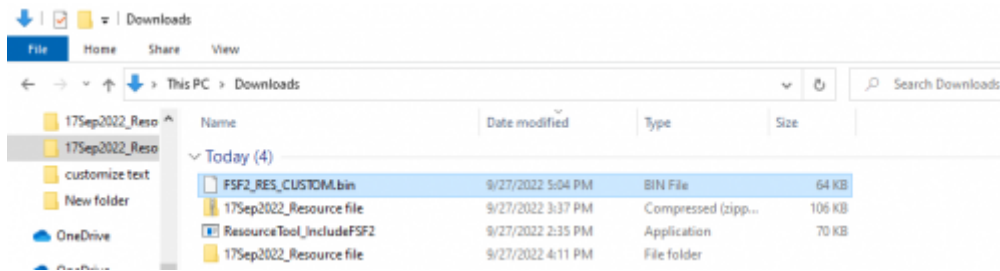 Downloads
File Home Share View
This PC > Downloads Search Downloads
17Sep2022_Reso Name Date modified Type Size
17Sep2022_Reso Today (4)
customize text FSF2_RES_CUSTOM.bin 9/27/2022 5:04 PM BIN File 64 KB
New folder 17Sep2022_Resource file 9/27/2022 3:37 PM Compressed (zipp... 106 KB
OneDrive ResourceTool_IncludeFSF2 9/27/2022 2:35 PM Application 70 KB
OneDrive 17Sep2022_Resource file 9/27/2022 4:11 PM File folder